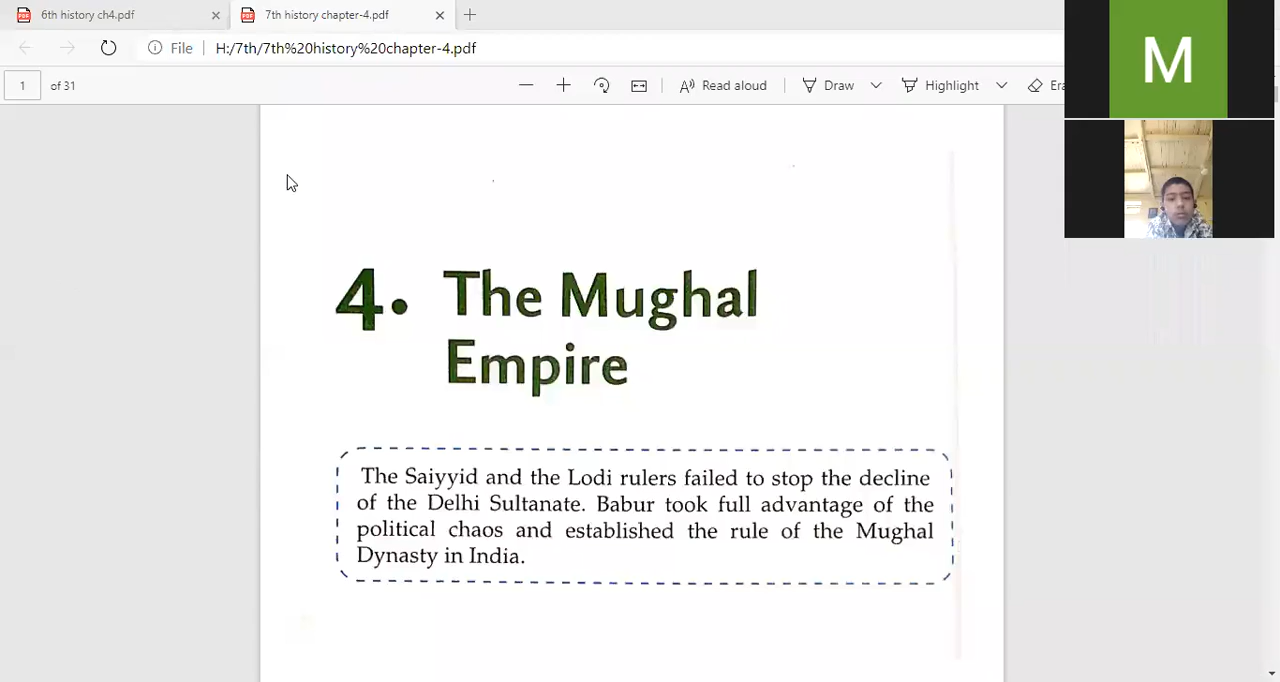 6th history ch4.pdf
7th history chapter-4.pdf
File
H:/7th/7th%20history%20chapter-4.pdf
1 of 31
Read aloud
Draw
Highlight
Era
M
4. The Mughal
Empire
The Saiyyid and the Lodi rulers failed to stop the decline
of the Delhi Sultanate. Babur took full advantage of the
political chaos and established the rule of the Mughal
Dynasty in India.